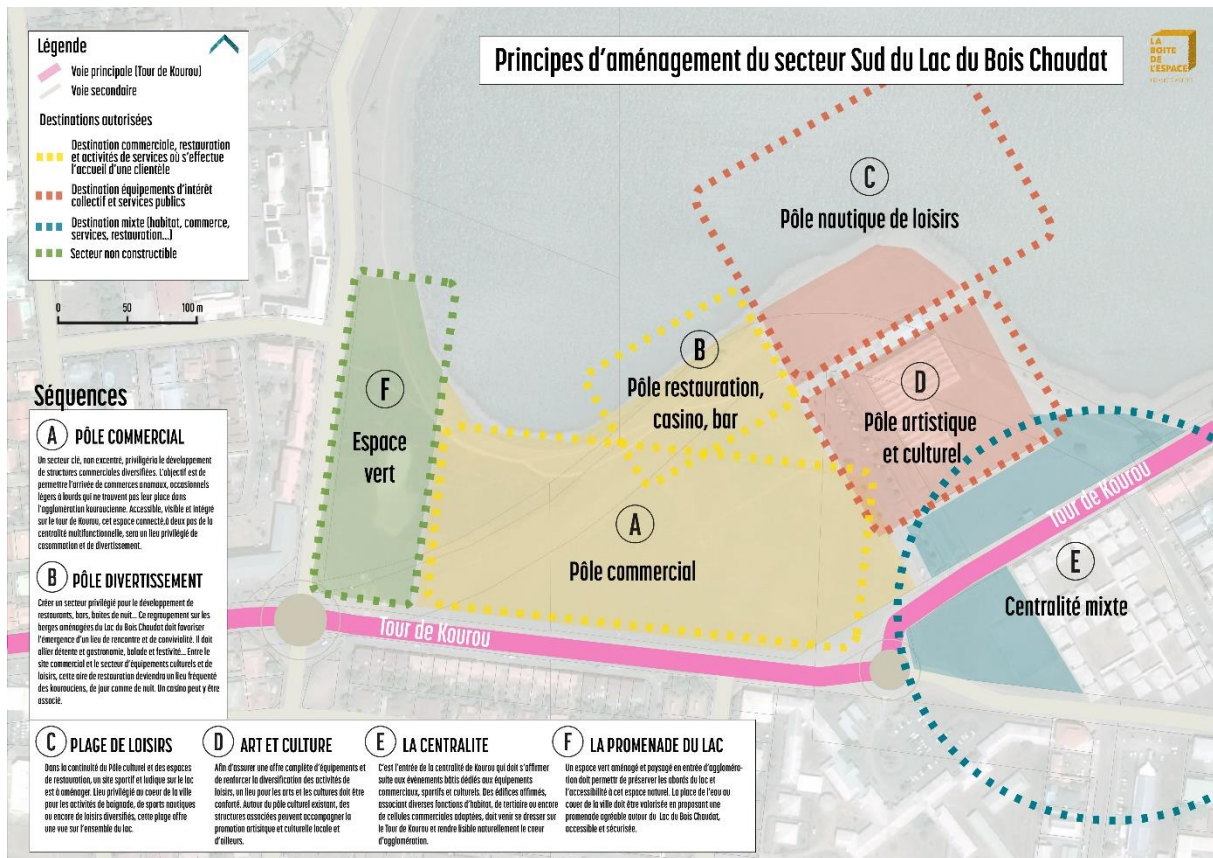 Principes d'aménagement du secteur Sud du Lac du Bois Chaudat
LA
BOITE
DE
L'ESPACE
Légende
Voie principale (Tour de Kourou)
Voie secondaire
Destinations autorisées
Destination commerciale, restauration
et activités de services où s'effectue
l'accueil d'une clientèle
Destination équipements d'intérêt
collectif et services publics
Destination mixte (habitat, commerce,
services, restauration...)
Secteur non constructible
0 50 100 m
C
Pôle nautique de loisirs
B
Pôle restauration,
casino, bar
D
Pôle artistique
et culturel
F
Espace
vert
A
Pôle commercial
E
Centralité mixte
Tour de Kourou
Tour de Kourou
Séquences
A PÔLE COMMERCIAL
Un secteur clé, non excentré, privilégiera le développement
de structures commerciales diversifiées. L'objectif est de
permettre l'arrivée de commerces anomaux, occasionnels
légers à lourds qui ne trouvent pas leur place dans
l'agglomération kouroucienne. Accessible, visible et intégré
sur le tour de Kourou, cet espace connecté,à deux pas de la
centralité multifonctionnelle, sera un lieu privilégié de
cosommation et de divertissement.
B PÔLE DIVERTISSEMENT
Créer un secteur privilégié pour le développement de
restaurants, bars, boites de nuit... Ce regroupement sur les
berges aménagées du Lac du Bois Chaudat doit favoriser
l'émergence d'un lieu de rencontre et de convivialité. Il doit
allier détente et gastronomie, balade et festivité... Entre le
site commercial et le secteur d'équipements culturels et de
loisirs, cette aire de restauration deviendra un lieu fréquenté
des kourouciens, de jour comme de nuit. Un casino peut y être
associé.
C PLAGE DE LOISIRS
Dans la continuité du Pôle culturel et des espaces
de restauration, un site sportif et ludique sur le lac
est à aménager. Lieu privilégié au coeur de la ville
pour les activités de baignade, de sports nautiques
ou encore de loisirs diversifiés, cette plage offre
une vue sur l'ensemble du lac.
D ART ET CULTURE
Afin d'assurer une offre complète d'équipements et
de renforcer la diversification des activités de
loisirs, un lieu pour les arts et les cultures doit être
conforté. Autour du pôle culturel existant, des
structures associées peuvent accompagner la
promotion artisique et culturelle locale et
d'ailleurs.
E LA CENTRALITE
C'est l'entrée de la centralité de Kourou qui doit s'affirmer
suite aux évènements bâtis dédiés aux équipements
commerciaux, sportifs et culturels. Des édifices affirmés,
associant diverses fonctions d'habitat, de tertiaire ou encore
de cellules commerciales adaptées, doit venir se dresser sur
le Tour de Kourou et rendre lisible naturellement le coeur
d'agglomération.
F LA PROMENADE DU LAC
Un espace vert aménagé et paysagé en entrée d'aggloméra-
tion doit permettre de préserver les abords du lac et
l'accessibilité à cet espace naturel. La place de l'eau au
couer de la ville doit être valorisée en proposant une
promenade agréable autour du Lac du Bois Chaudat,
accessible et sécurisée.